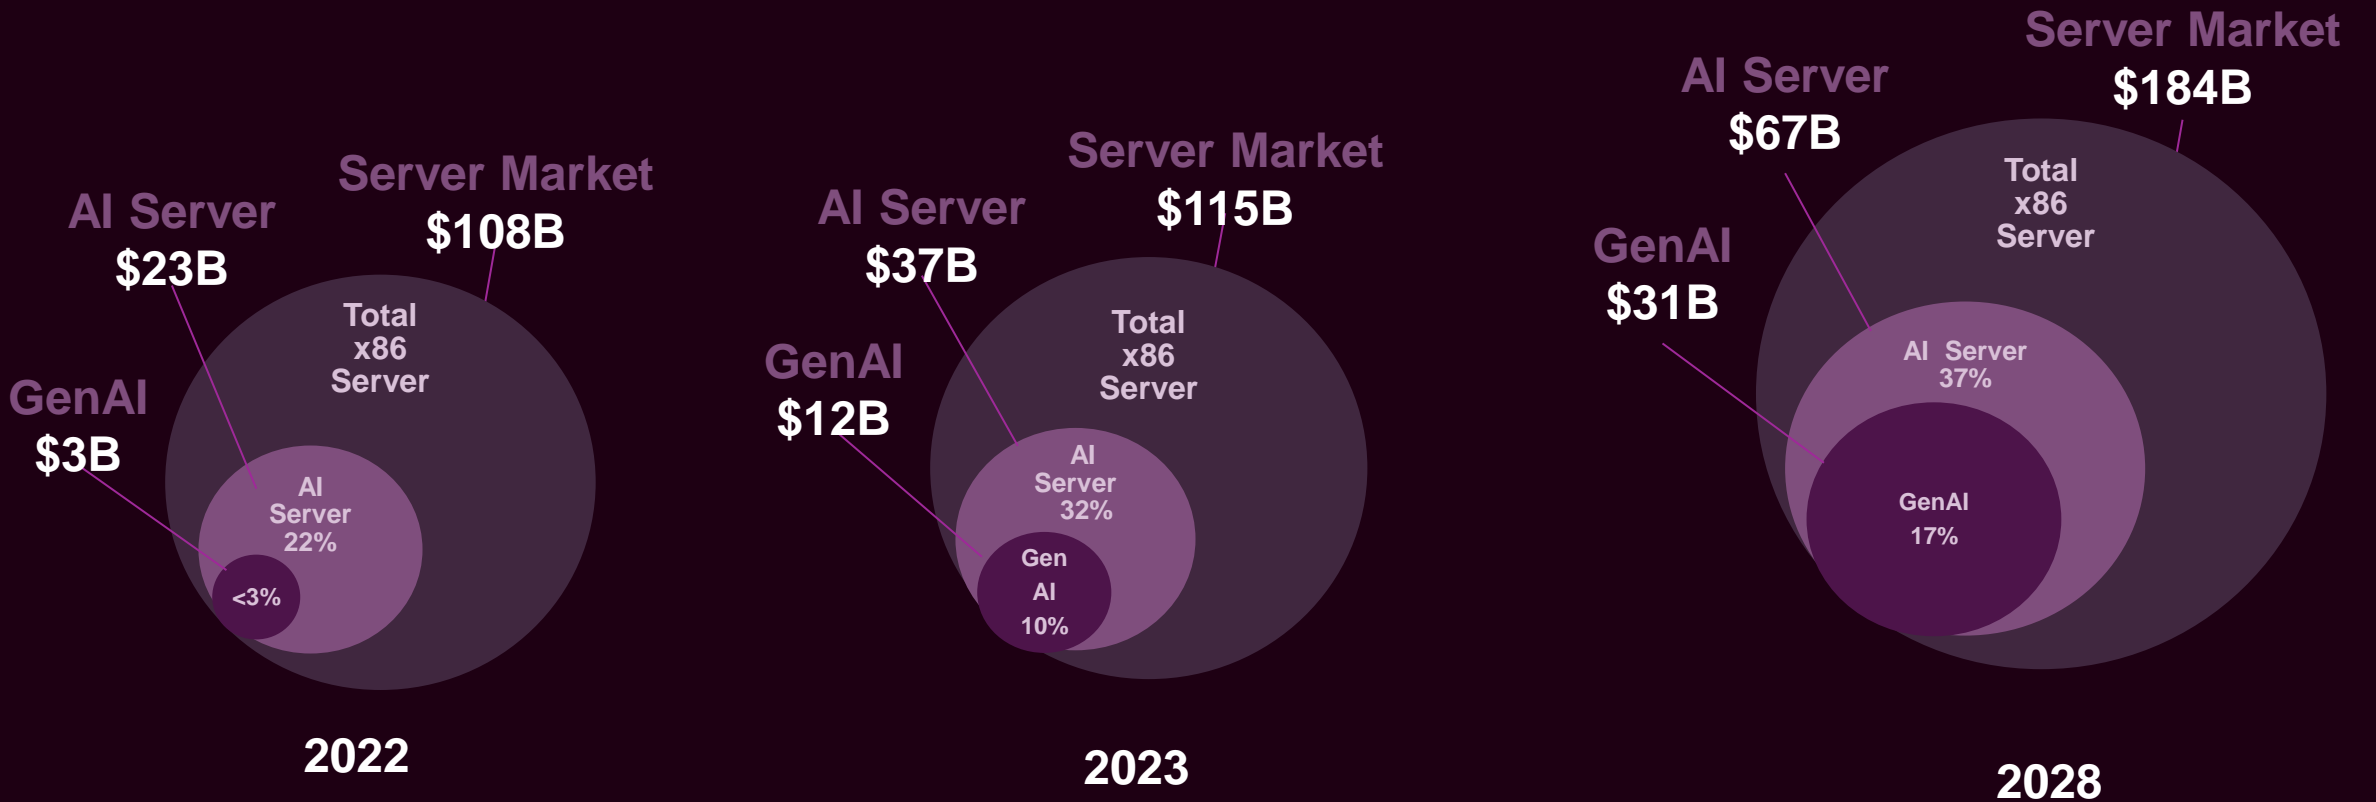 Server Market
$108B
AI Server
$23B
GenAI
$3B
Total
x86
Server
AI
Server
22%
<3%
2022
Server Market
$115B
AI Server
$37B
GenAI
$12B
Total
x86
Server
AI
Server
32%
Gen
AI
10%
2023
Server Market
$184B
AI Server
$67B
GenAI
$31B
Total
x86
Server
AI Server
37%
GenAI
17%
2028